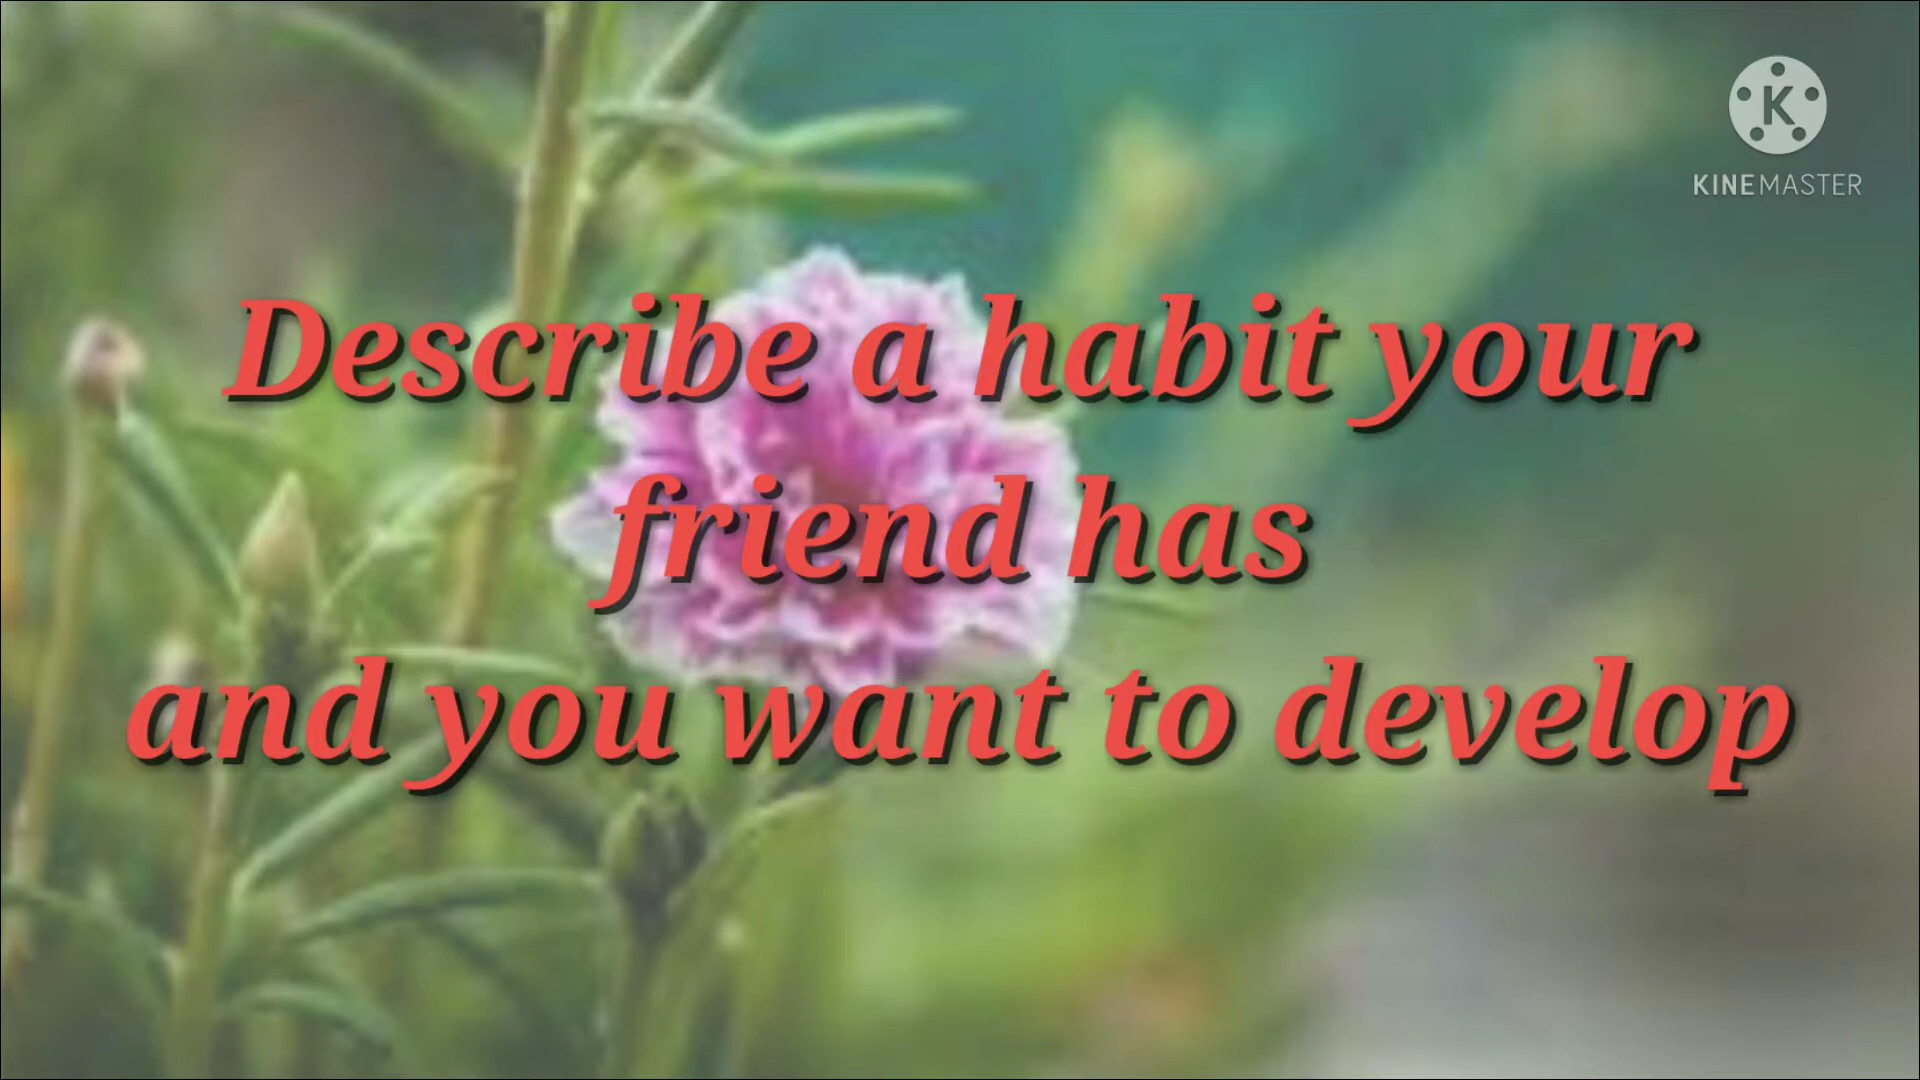 K
KINEMASTER
Describe a habit your
friend has
and you want to develop